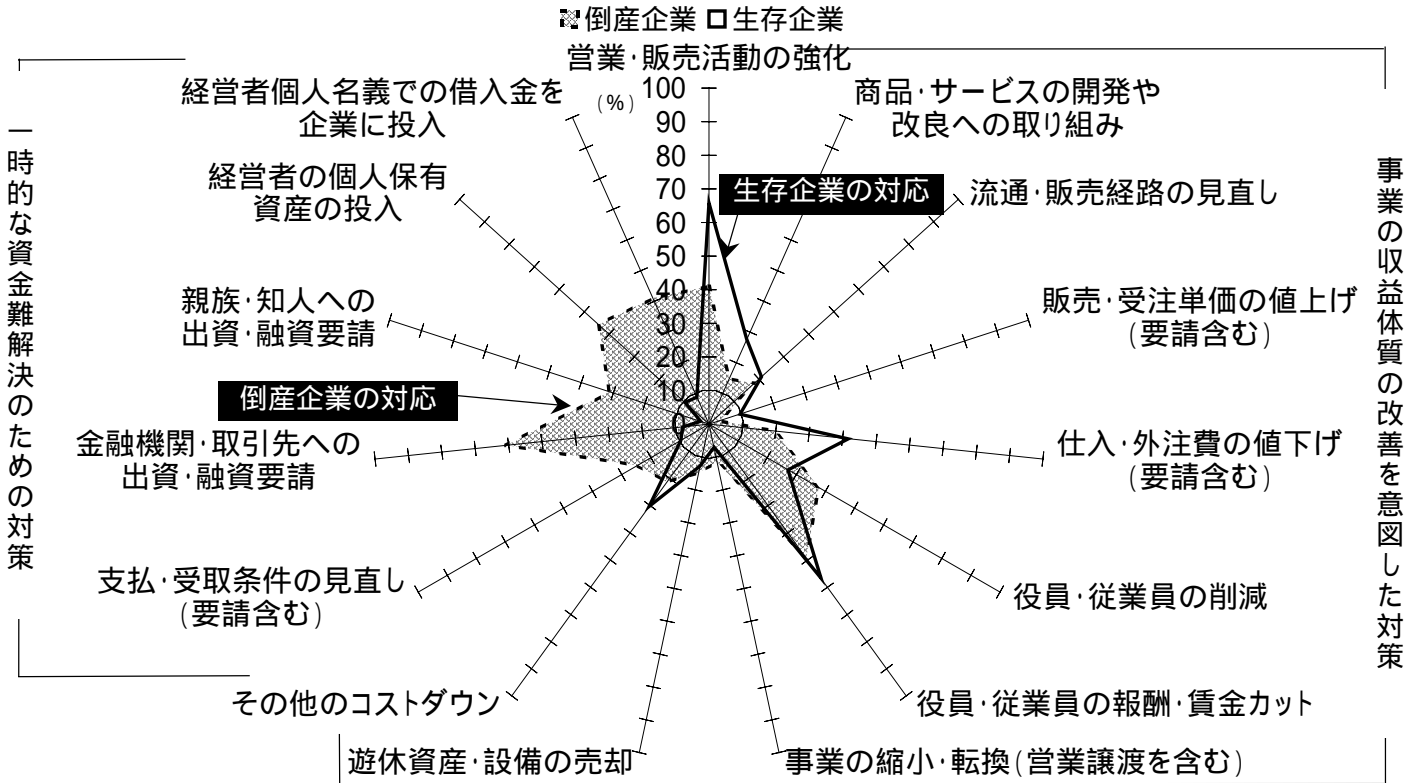 倒産企業 生存企業
営業・販売活動の強化
経営者個人名義での借入金を
企業に投入
(%)
100
90
80
70
60
50
40
30
20
10
0
商品・サービスの開発や
改良への取り組み
経営者の個人保有
資産の投入
生存企業の対応
流通・販売経路の見直し
親族・知人への
出資・融資要請
販売・受注単価の値上げ
(要請含む)
倒産企業の対応
金融機関・取引先への
出資・融資要請
仕入・外注費の値下げ
(要請含む)
支払・受取条件の見直し
(要請含む)
役員・従業員の削減
その他のコストダウン
役員・従業員の報酬・賃金カット
遊休資産・設備の売却
事業の縮小・転換(営業譲渡を含む)
一時的な資金難解決のための対策
事業の収益体質の改善を意図した対策